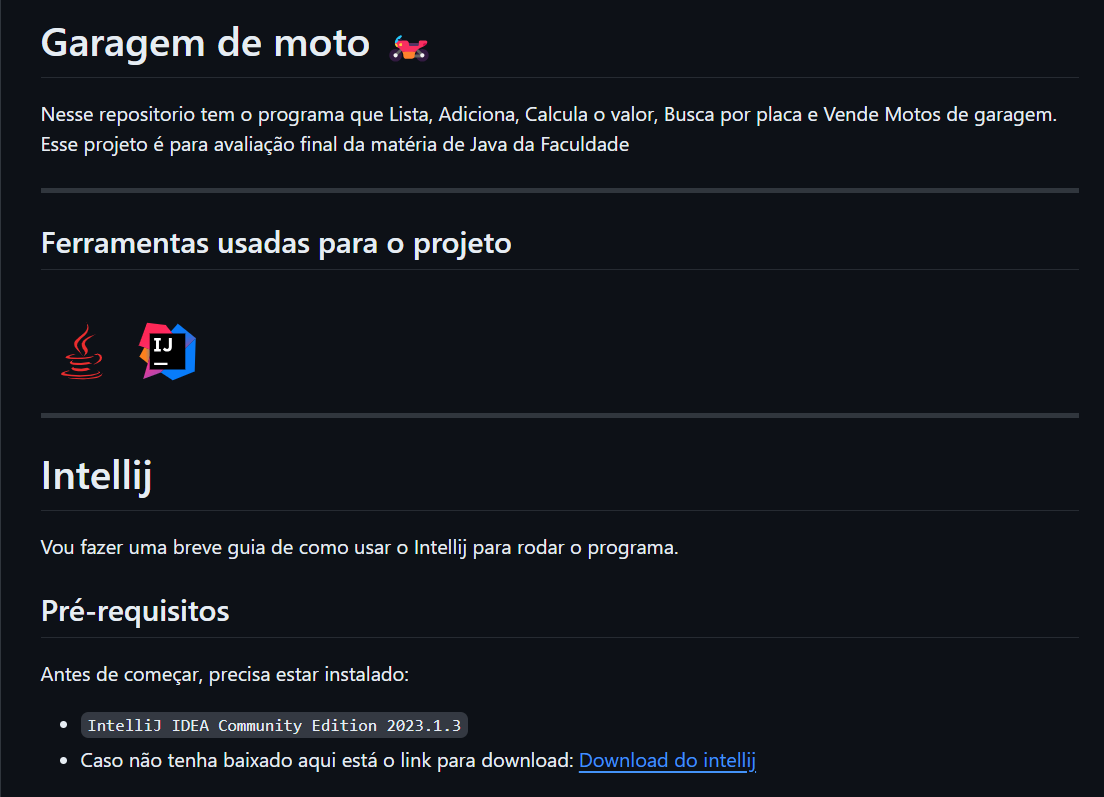 Garagem de moto
Nesse repositorio tem o programa que Lista, Adiciona, Calcula o valor, Busca por placa e Vende Motos de garagem.
Esse projeto é para avaliação final da matéria de Java da Faculdade
Ferramentas usadas para o projeto
IJ
Intellij
Vou fazer uma breve guia de como usar o Intellij para rodar o programa.
Pré-requisitos
Antes de começar, precisa estar instalado:
IntelliJ IDEA Community Edition 2023.1.3
Caso não tenha baixado aqui está o link para download: Download do intellij